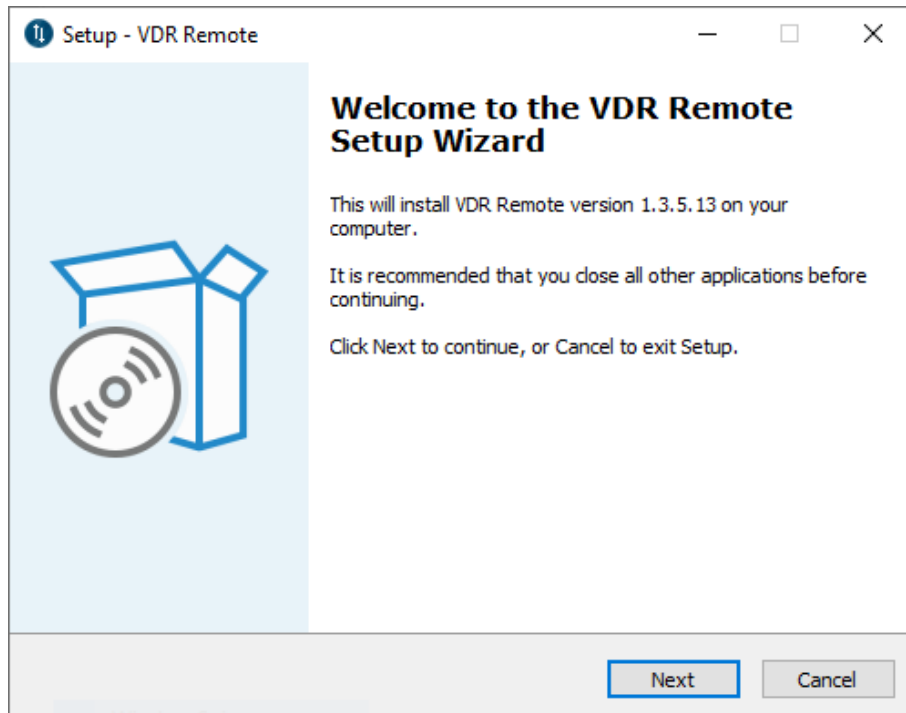 Setup - VDR Remote
Welcome to the VDR Remote
Setup Wizard
This will install VDR Remote version 1.3.5.13 on your
computer.
It is recommended that you close all other applications before
continuing.
Click Next to continue, or Cancel to exit Setup.
Next
Cancel